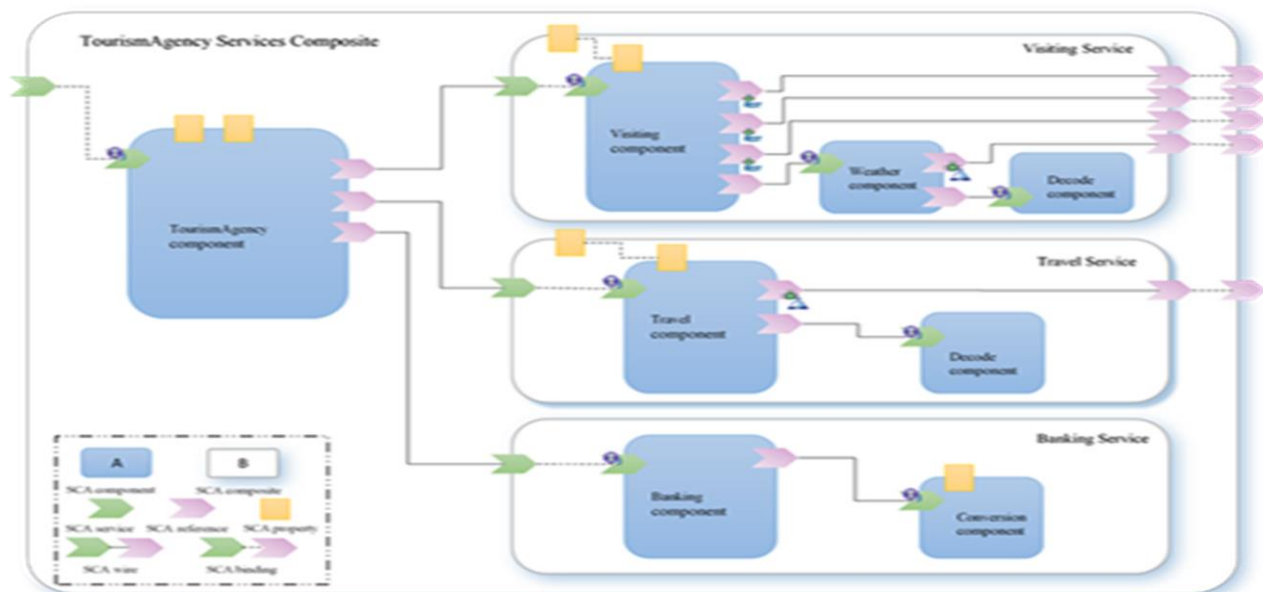 TourismAgency Services Composite
Visiting Service
Visiting
component
Weather
component
Decode
component
TourismAgency
component
Travel Service
Travel
component
Decode
component
Banking Service
Banking
component
Conversion
component
A
B
SCA component
SCA composite
SCA service
SCA reference
SCA property
SCA wire
SCA binding